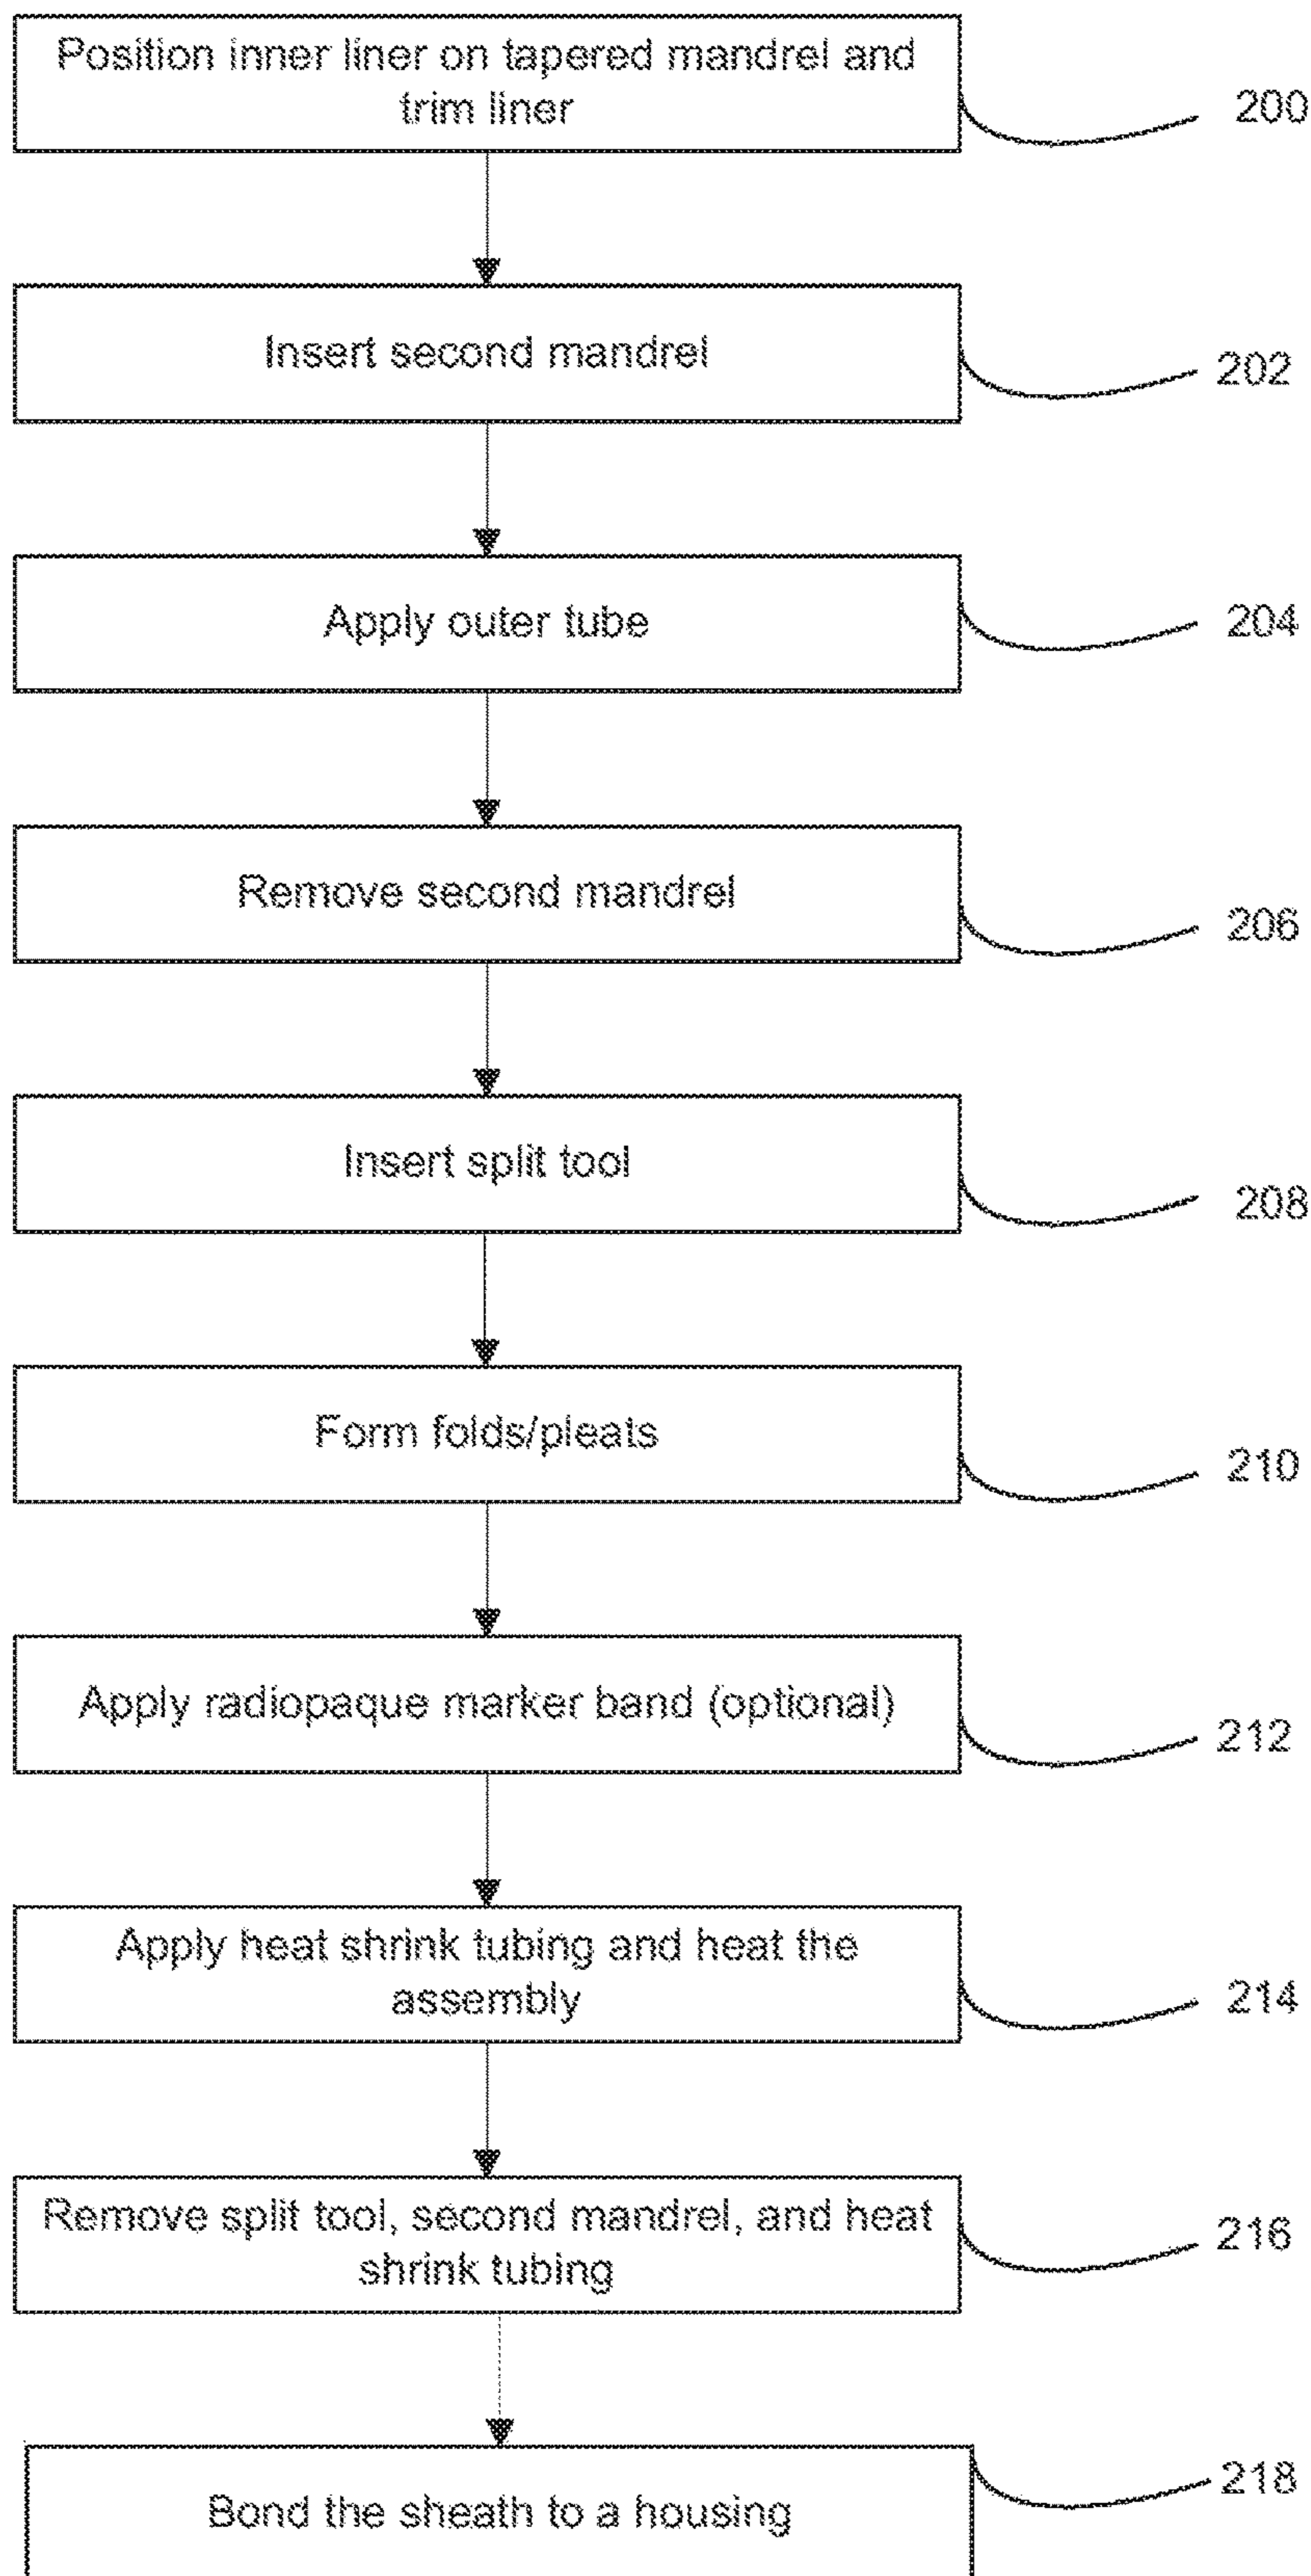 Position inner liner on tapered mandrel and
trim liner
200
Insert second mandrel
202
Apply outer tube
204
Remove second mandrel
206
Insert split tool
208
Form folds/pleats
210
Apply radiopaque marker band (optional)
212
Apply heat shrink tubing and heat the
assembly
214
Remove split tool, second mandrel, and heat
shrink tubing
216
Bond the sheath to a housing
218